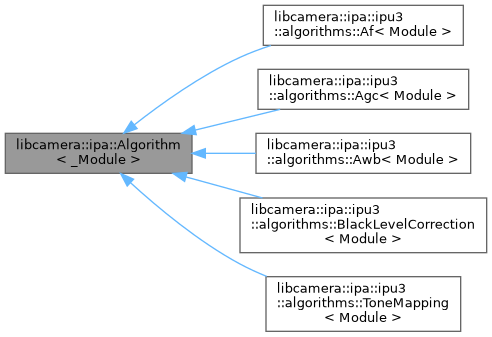 libcamera::ipa::ipu3
::algorithms::Af< Module >
libcamera::ipa::ipu3
::algorithms::Agc< Module >
libcamera::ipa::Algorithm
< _Module >
libcamera::ipa::ipu3
::algorithms::Awb< Module >
libcamera::ipa::ipu3
::algorithms::BlackLevelCorrection
< Module >
libcamera::ipa::ipu3
::algorithms::ToneMapping
< Module >